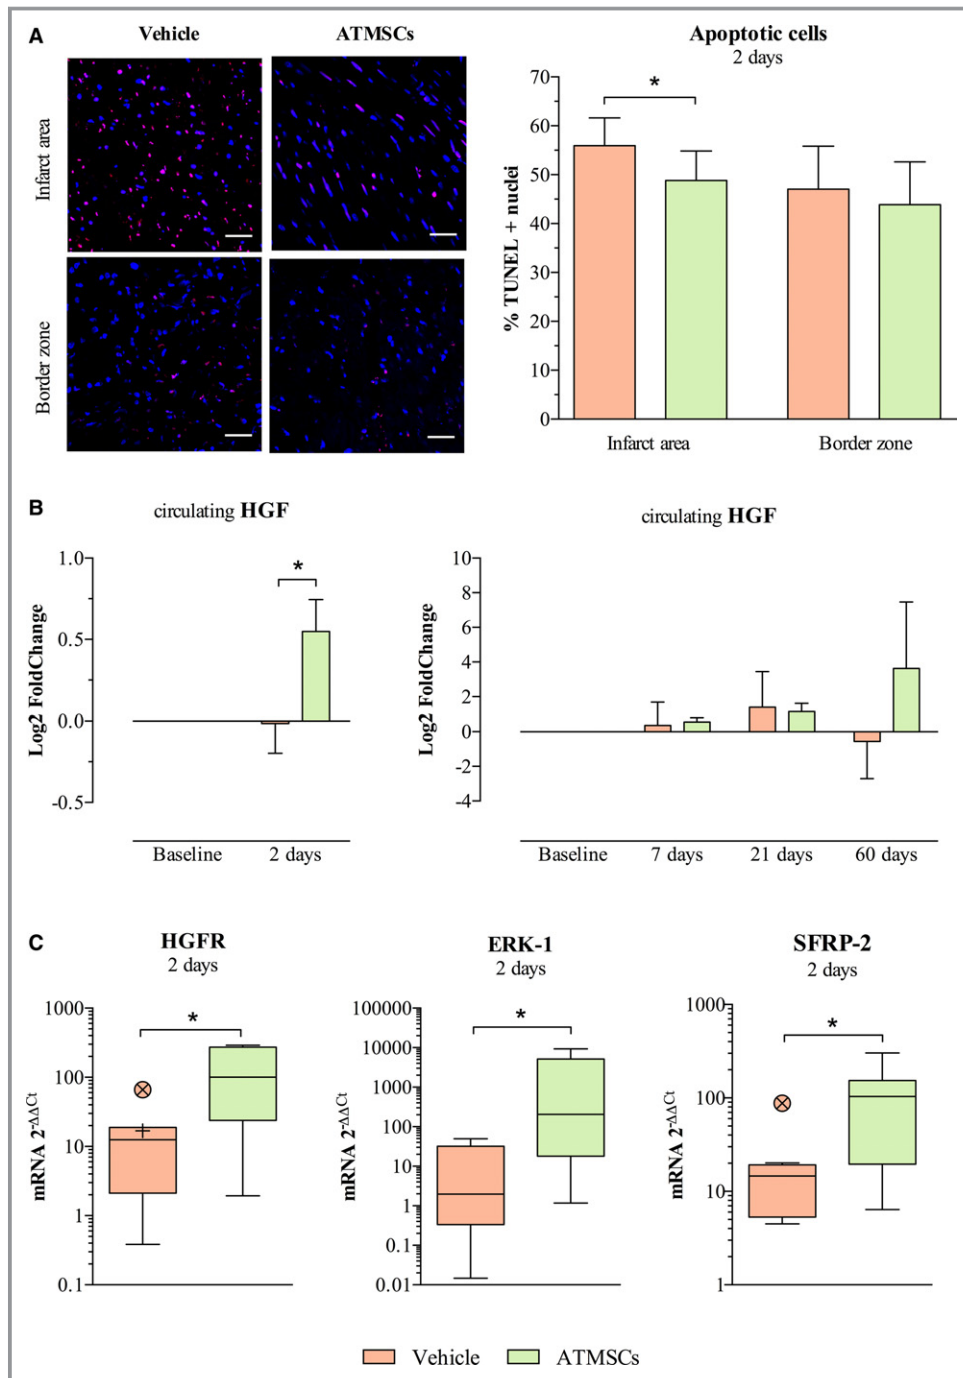 A
Vehicle
ATMSCs
Infarct area
Border zone
Apoptotic cells
2 days
% TUNEL + nuclei
70
60
50
40
30
20
10
0
*
Infarct area
Border zone
B
circulating HGF
Log2 FoldChange
1.0
0.5
0.0
-0.5
*
Baseline
2 days
circulating HGF
Log2 FoldChange
10
8
6
4
2
0
-2
-4
Baseline
7 days
21 days
60 days
C
HGFR
2 days
mRNA 2^-ΔΔCt
1000
100
10
1
0.1
*
ERK-1
2 days
mRNA 2^-ΔΔCt
100000
10000
1000
100
10
1
0.1
0.01
*
SFRP-2
2 days
mRNA 2^-ΔΔCt
1000
100
10
1
*
Vehicle
ATMSCs